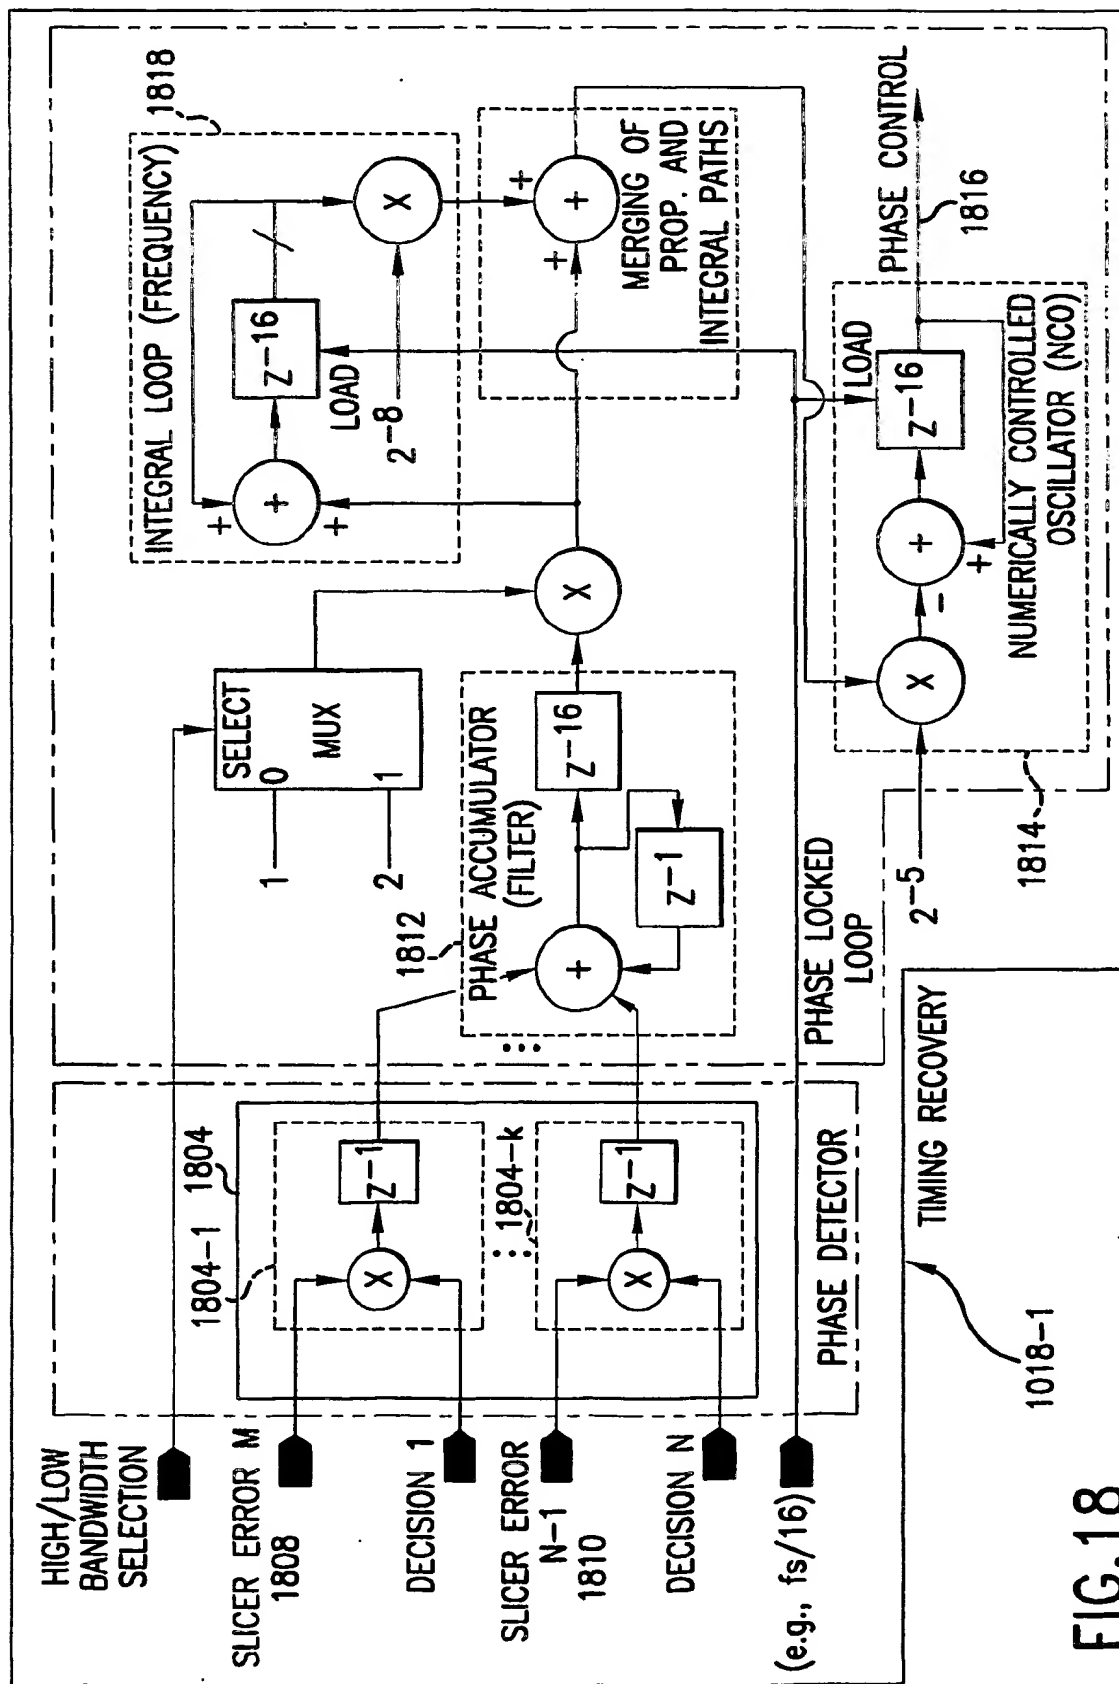 HIGH/LOW
BANDWIDTH
SELECTION
SLICER ERROR M
1808
DECISION 1
SLICER ERROR
N-1
1810
DECISION N
(e.g., fs/16)
1804-1
1804
X
Z-1
1804-k
X
Z-1
PHASE DETECTOR
SELECT
0
MUX
1
1
2
1812
PHASE ACCUMULATOR
(FILTER)
+
Z-16
Z-1
X
INTEGRAL LOOP (FREQUENCY)
1818
+
+
+
Z-16
LOAD
2-8
X
+
+
+
MERGING OF
PROP. AND
INTEGRAL PATHS
PHASE LOCKED
LOOP
2-5
1814
X
-
+
+
LOAD
Z-16
NUMERICALLY CONTROLLED
OSCILLATOR (NCO)
PHASE CONTROL
1816
TIMING RECOVERY
1018-1
FIG.18